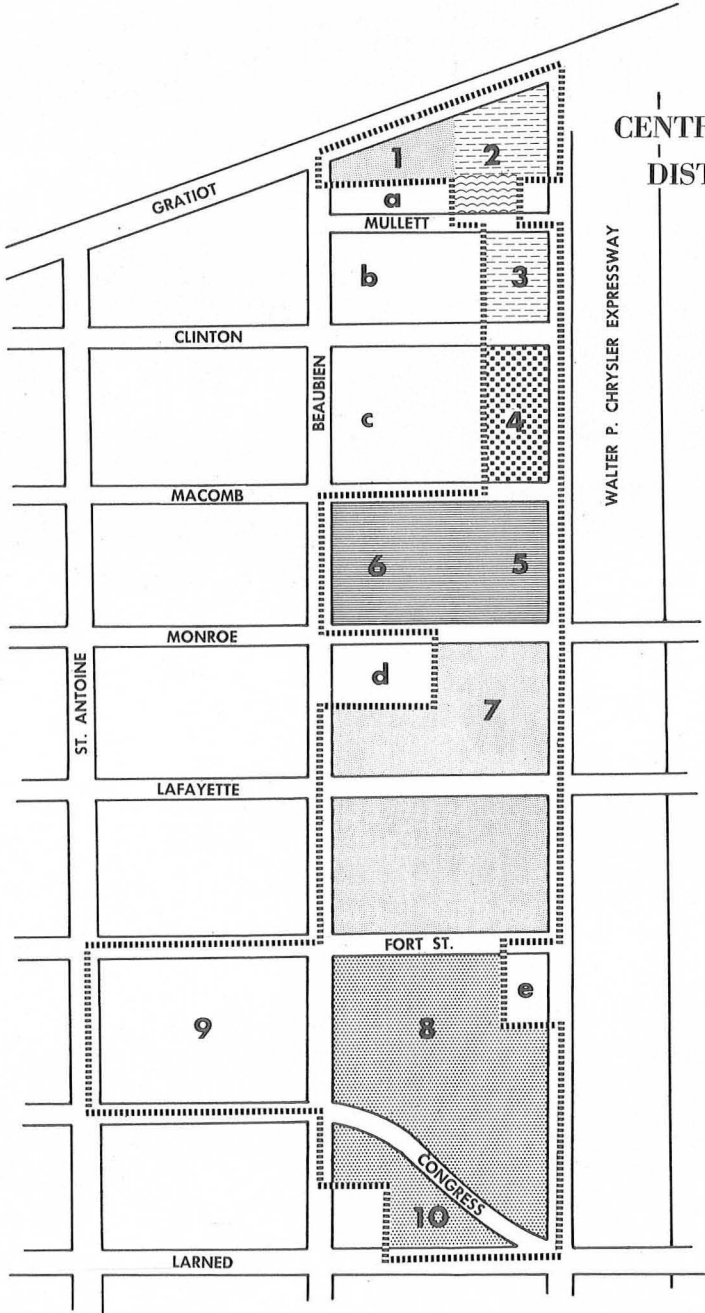 CENTR
DIST
1
2
GRATIOT
a
MULLETT
b
3
CLINTON
BEAUBIEN
WALTER P. CHRYSLER EXPRESSWAY
c
4
MACOMB
6
5
MONROE
d
ST. ANTOINE
7
LAFAYETTE
FORT ST.
e
9
8
CONGRESS
10
LARNED